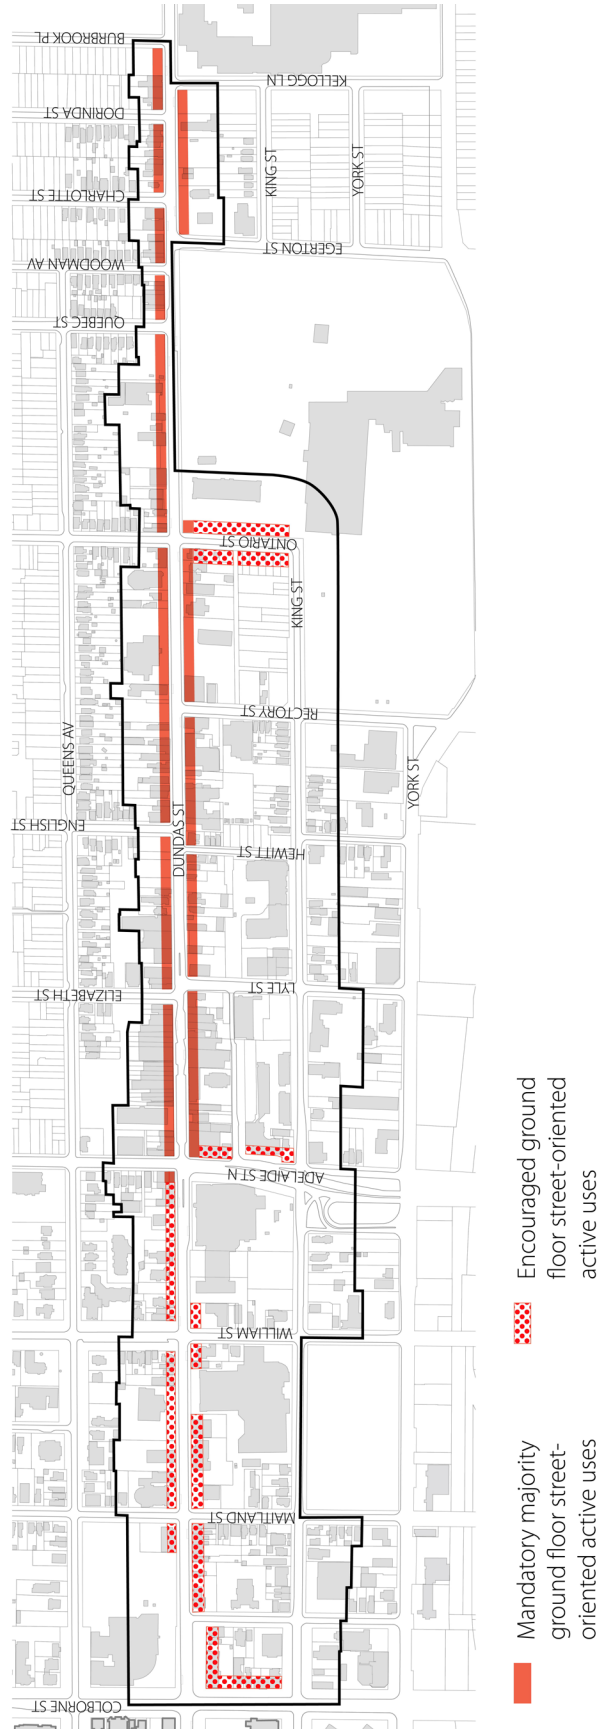 BURBROOK PL
KELLOGG LN
DORINDA ST
KING ST
YORK ST
CHARLOTTE ST
EGERTON ST
WOODMAN AV
QUEBEC ST
ONTARIO ST
KING ST
RECTORY ST
QUEENS AV
YORK ST
ENGLISH ST
DUNDAS ST
HEWITT ST
LYLE ST
ELIZABETH ST
ADELAIDE ST N
WILLIAM ST
MAITLAND ST
COLBORNE ST
Mandatory majority
ground floor street-
oriented active uses
Encouraged ground
floor street-oriented
active uses